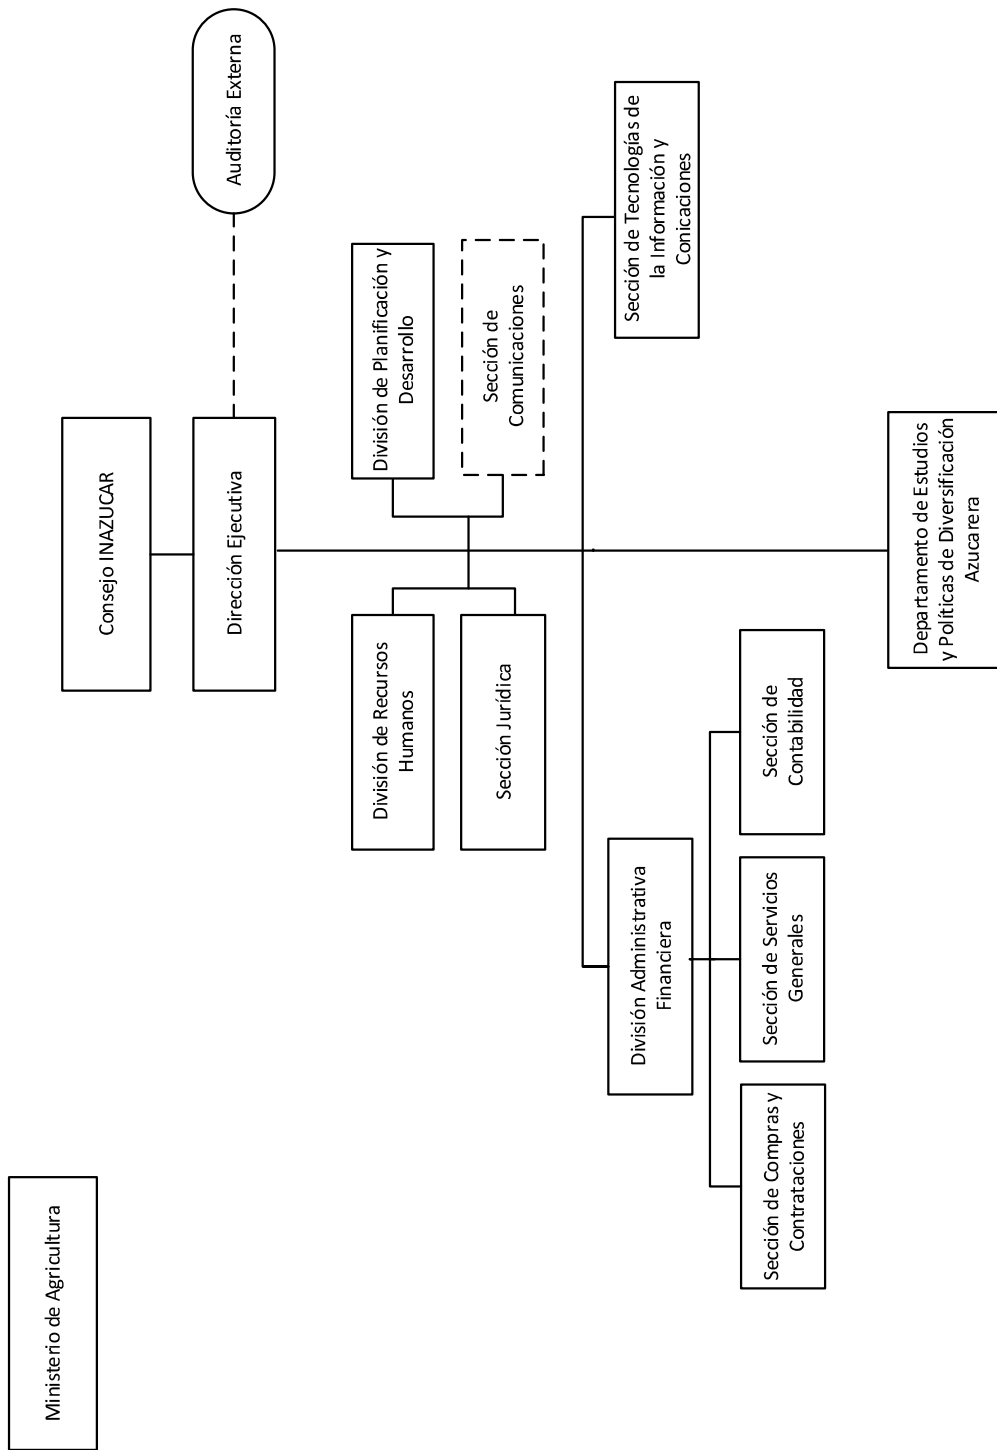 Ministerio de Agricultura
Consejo INAZUCAR
Dirección Ejecutiva
Auditoría Externa
División de Recursos
Humanos
División de Planificación y
Desarrollo
Sección Jurídica
Sección de
Comunicaciones
División Administrativa
Financiera
Sección de Tecnologías de
la Información y
Conicaciones
Sección de Compras y
Contrataciones
Sección de Servicios
Generales
Sección de
Contabilidad
Departamento de Estudios
y Políticas de Diversificación
Azucarera